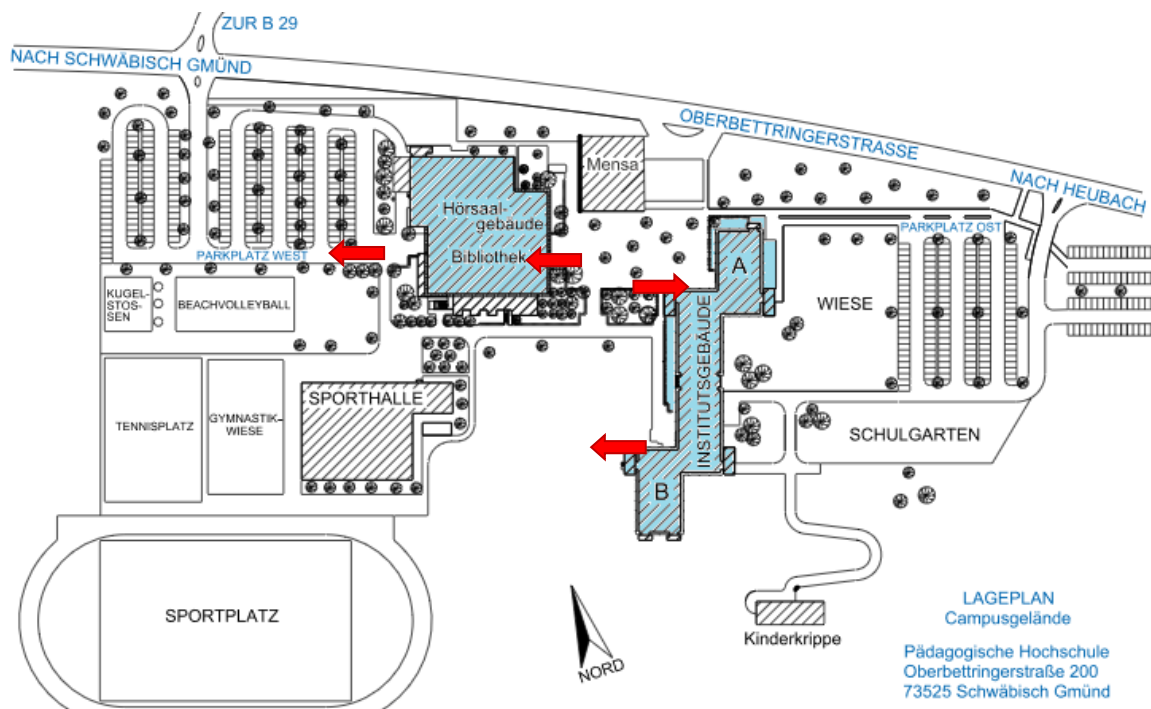 ZUR B 29
NACH SCHWÄBISCH GMÜND
OBERBETTRINGERSTRASSE
NACH HEUBACH
Mensa
Hörsaal-
gebäude
Bibliothek
PARKPLATZ WEST
PARKPLATZ OST
A
WIESE
KUGEL-
STOS-
SEN
BEACHVOLLEYBALL
INSTITUTSGEBÄUDE
SPORTHALLE
TENNISPLATZ
GYMNASTIK-
WIESE
SCHULGARTEN
B
SPORTPLATZ
NORD
Kinderkrippe
LAGEPLAN
Campusgelände
Pädagogische Hochschule
Oberbettringerstraße 200
73525 Schwäbisch Gmünd